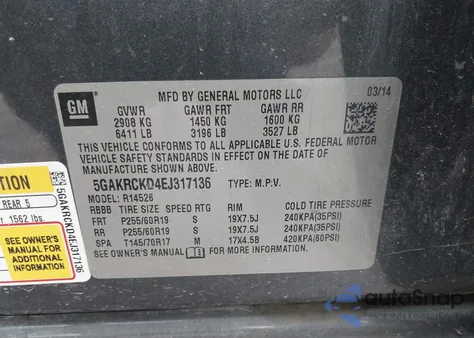 MFD BY GENERAL MOTORS LLC 03/14
GM
GVWR GAWR FRT GAWR RR
2908 KG 1450 KG 1600 KG
6411 LB 3196 LB 3527 LB
THIS VEHICLE CONFORMS TO ALL APPLICABLE U.S. FEDERAL MOTOR
VEHICLE SAFETY STANDARDS IN EFFECT ON THE DATE OF
MANUFACTURE SHOWN ABOVE.
5GAKRCKD4EJ317136 TYPE: M.P.V.
MODEL: R14526
RBBB TIRE SIZE SPEED RTG RIM COLD TIRE PRESSURE
FRT P255/60R19 S 19X7.5J 240KPA(35PSI)
RR P255/60R19 S 19X7.5J 240KPA(35PSI)
SPA T145/70R17 M 17X4.5B 420KPA(60PSI)
SEE OWNER'S MANUAL FOR MORE INFORMATION.
TION
REAR 5
1562 lbs.
SEE OWNER'S
MANUAL FOR
ADDITIONAL
INFORMATION
5GAKRCKD4EJ317136
autoSnap